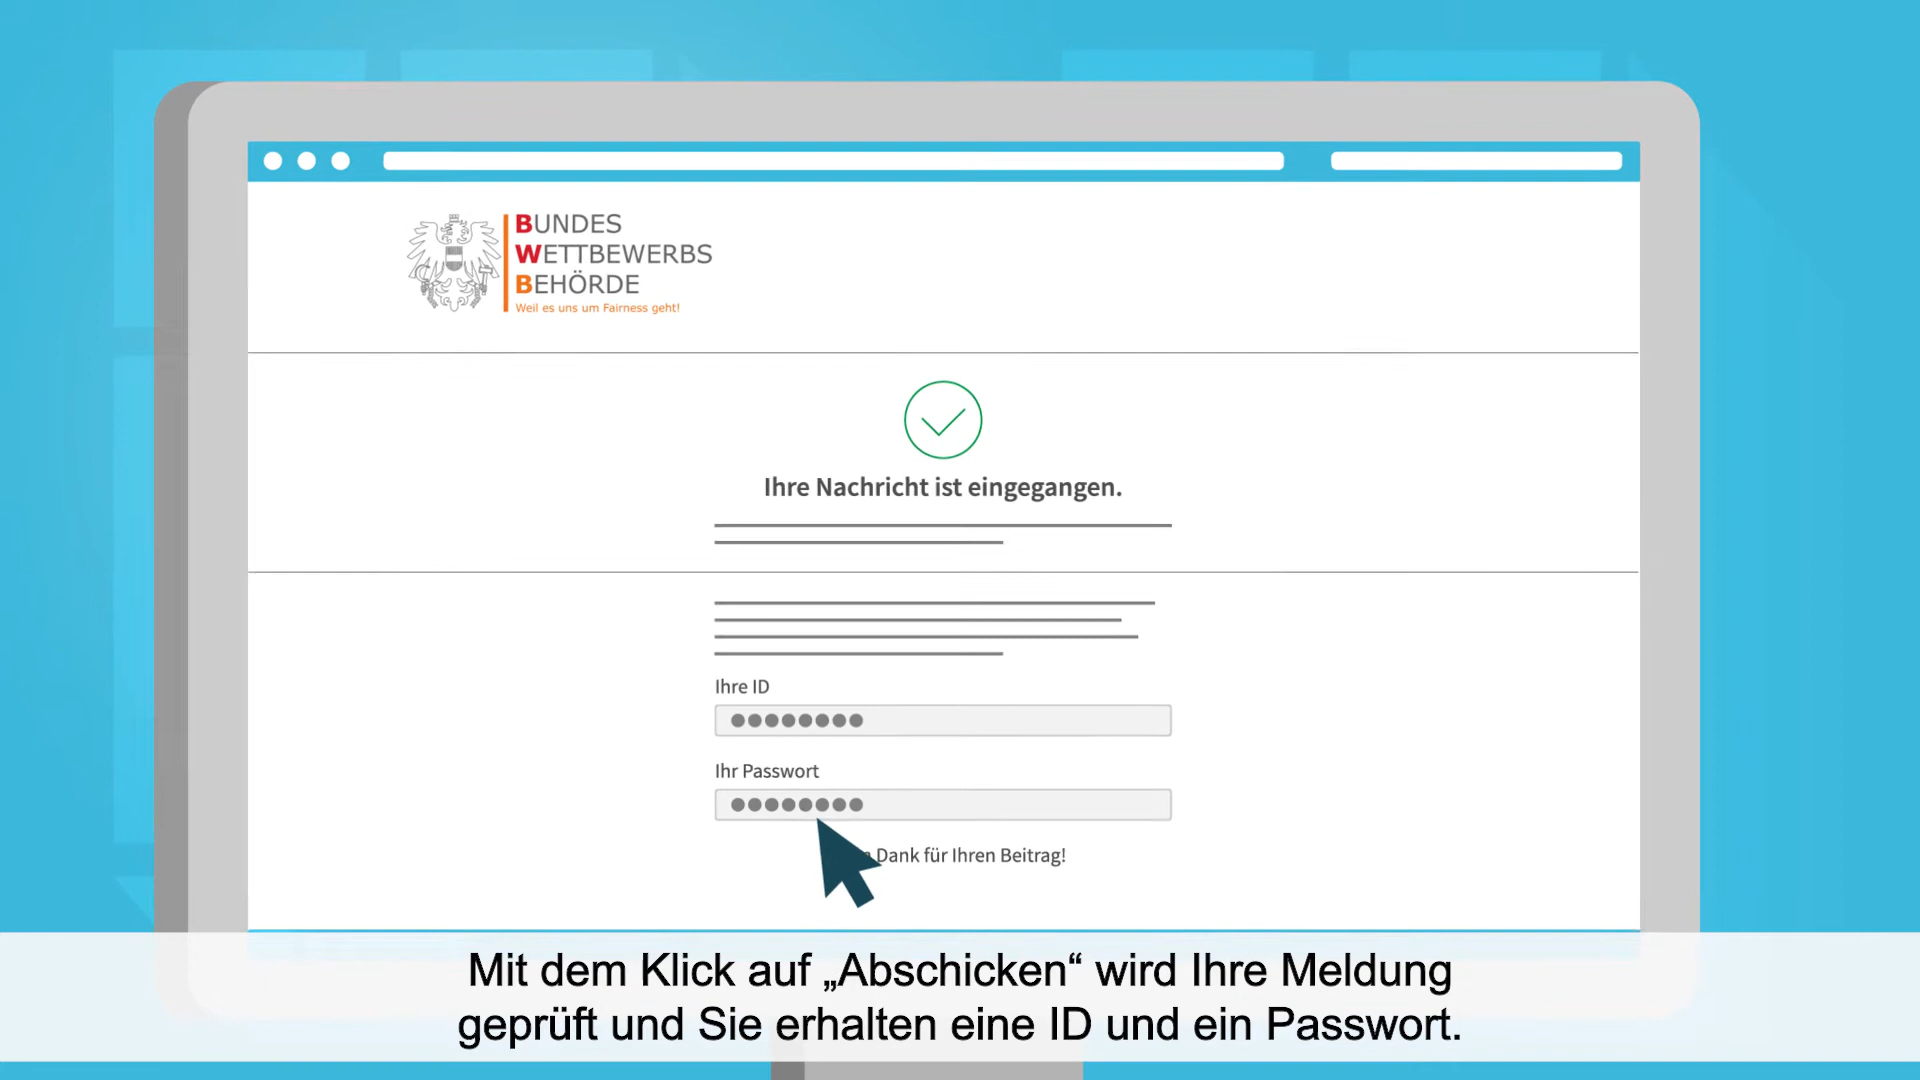 BUNDES
WETTBEWERBS
BEHÖRDE
Weil es uns um Fairness geht!
Ihre Nachricht ist eingegangen.
Ihre ID
Ihr Passwort
Dank für Ihren Beitrag!
Mit dem Klick auf „Abschicken“ wird Ihre Meldung
geprüft und Sie erhalten eine ID und ein Passwort.